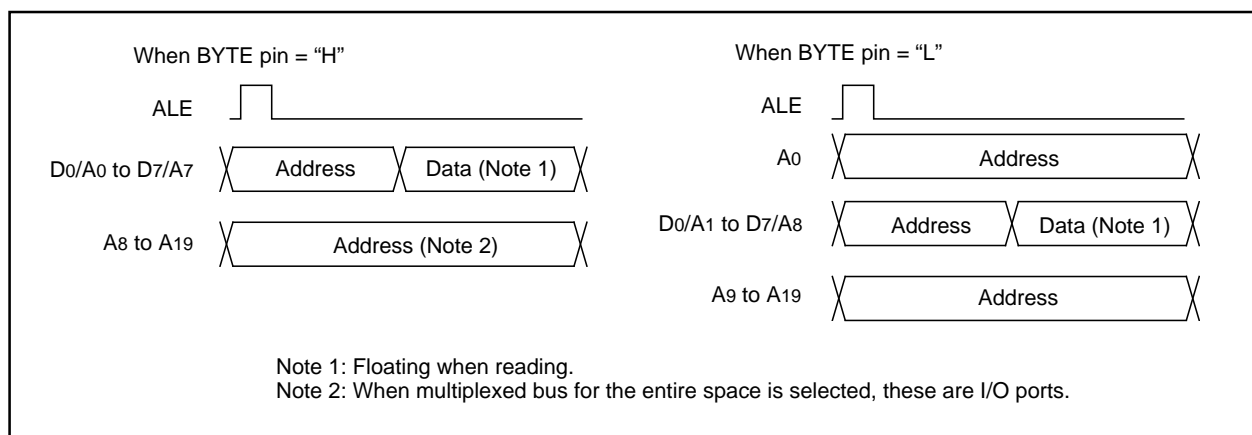 When BYTE pin = “H”
ALE
D0/A0 to D7/A7
Address
Data (Note 1)
A8 to A19
Address (Note 2)
When BYTE pin = “L”
ALE
A0
Address
D0/A1 to D7/A8
Address
Data (Note 1)
A9 to A19
Address
Note 1: Floating when reading.
Note 2: When multiplexed bus for the entire space is selected, these are I/O ports.